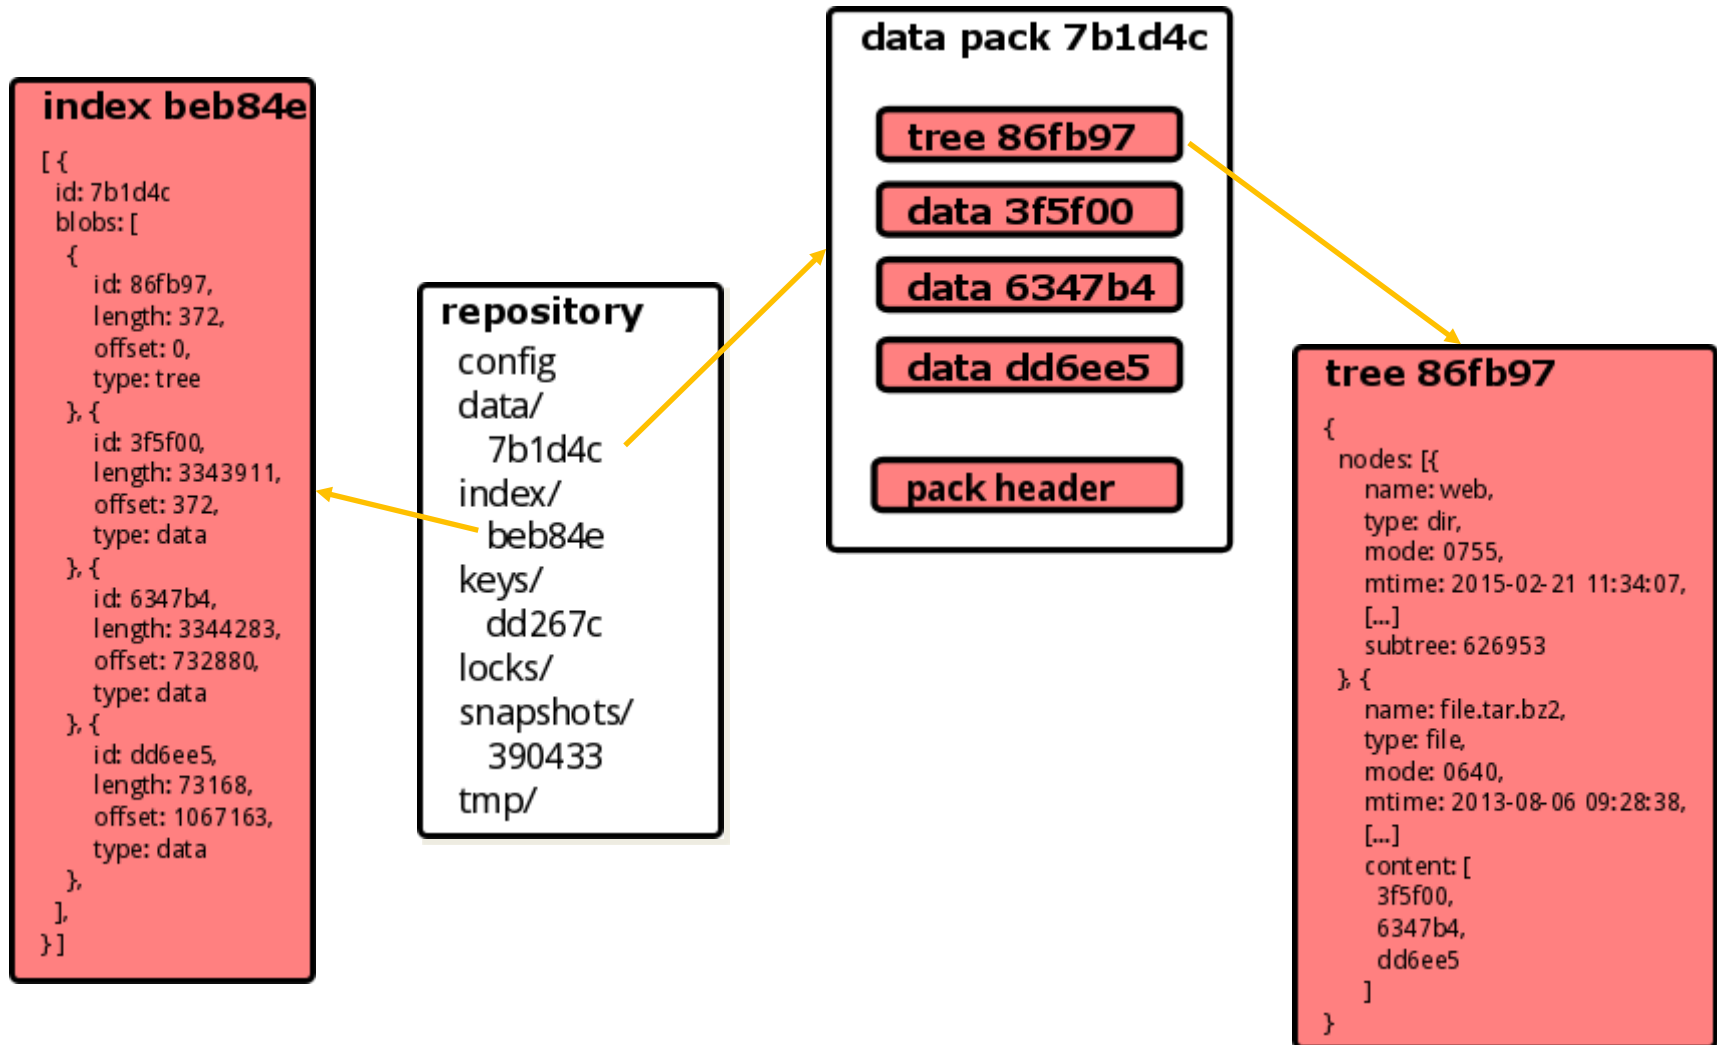 index beb84e
[ {
id: 7b1d4c
blobs: [
{
id: 86fb97,
length: 372,
offset: 0,
type: tree
}, {
id: 3f5f00,
length: 3343911,
offset: 372,
type: data
}, {
id: 6347b4,
length: 3344283,
offset: 732880,
type: data
}, {
id: dd6ee5,
length: 73168,
offset: 1067163,
type: data
},
],
} ]
repository
config
data/
7b1d4c
index/
beb84e
keys/
dd267c
locks/
snapshots/
390433
tmp/
data pack 7b1d4c
tree 86fb97
data 3f5f00
data 6347b4
data dd6ee5
pack header
tree 86fb97
{
nodes: [{
name: web,
type: dir,
mode: 0755,
mtime: 2015-02-21 11:34:07,
[...]
subtree: 626953
}, {
name: file.tar.bz2,
type: file,
mode: 0640,
mtime: 2013-08-06 09:28:38,
[...]
content: [
3f5f00,
6347b4,
dd6ee5
]
}